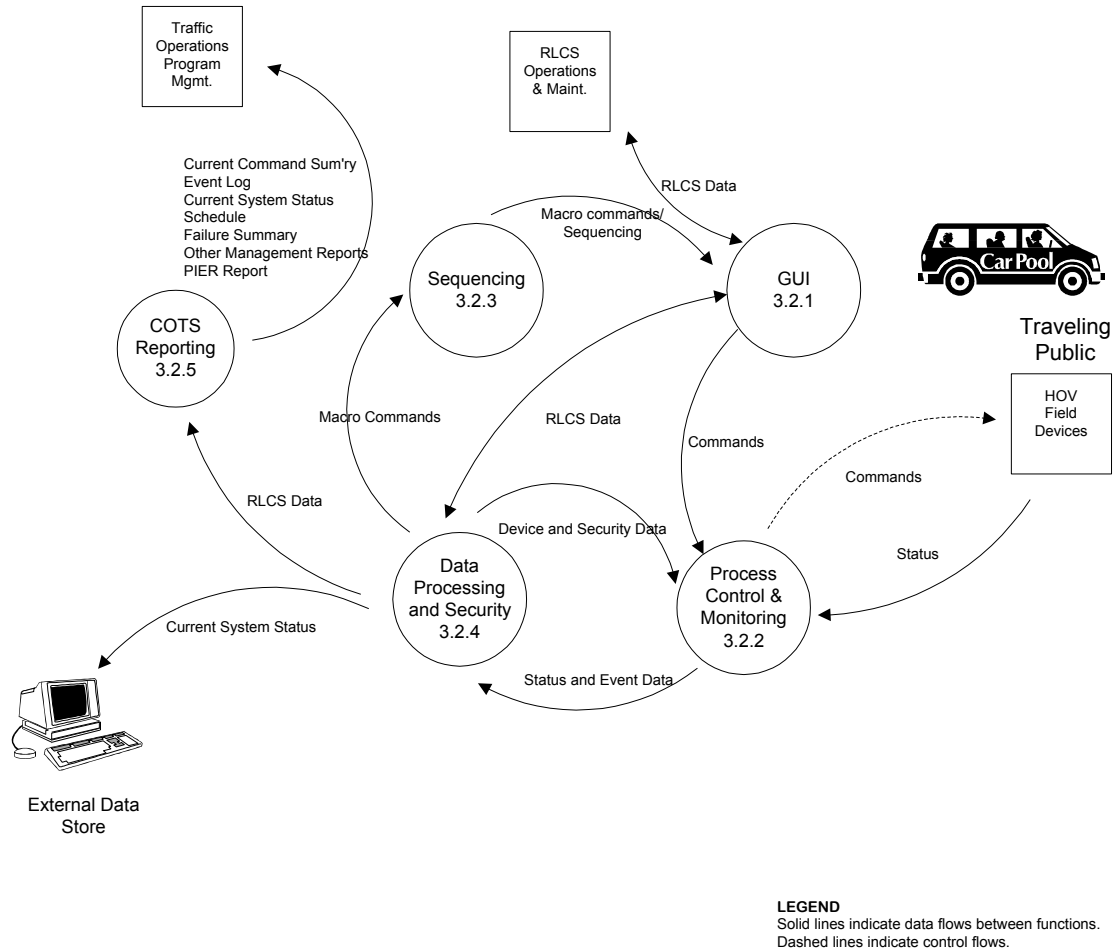 Traffic
Operations
Program
Mgmt.
RLCS
Operations
& Maint.
Current Command Sum'ry
Event Log
Current System Status
Schedule
Failure Summary
Other Management Reports
PIER Report
RLCS Data
Macro commands/
Sequencing
Sequencing
3.2.3
GUI
3.2.1
Car Pool
Traveling
Public
COTS
Reporting
3.2.5
HOV
Field
Devices
Macro Commands
RLCS Data
Commands
Commands
RLCS Data
Device and Security Data
Status
Data
Processing
and Security
3.2.4
Process
Control &
Monitoring
3.2.2
Current System Status
Status and Event Data
External Data
Store
LEGEND
Solid lines indicate data flows between functions.
Dashed lines indicate control flows.